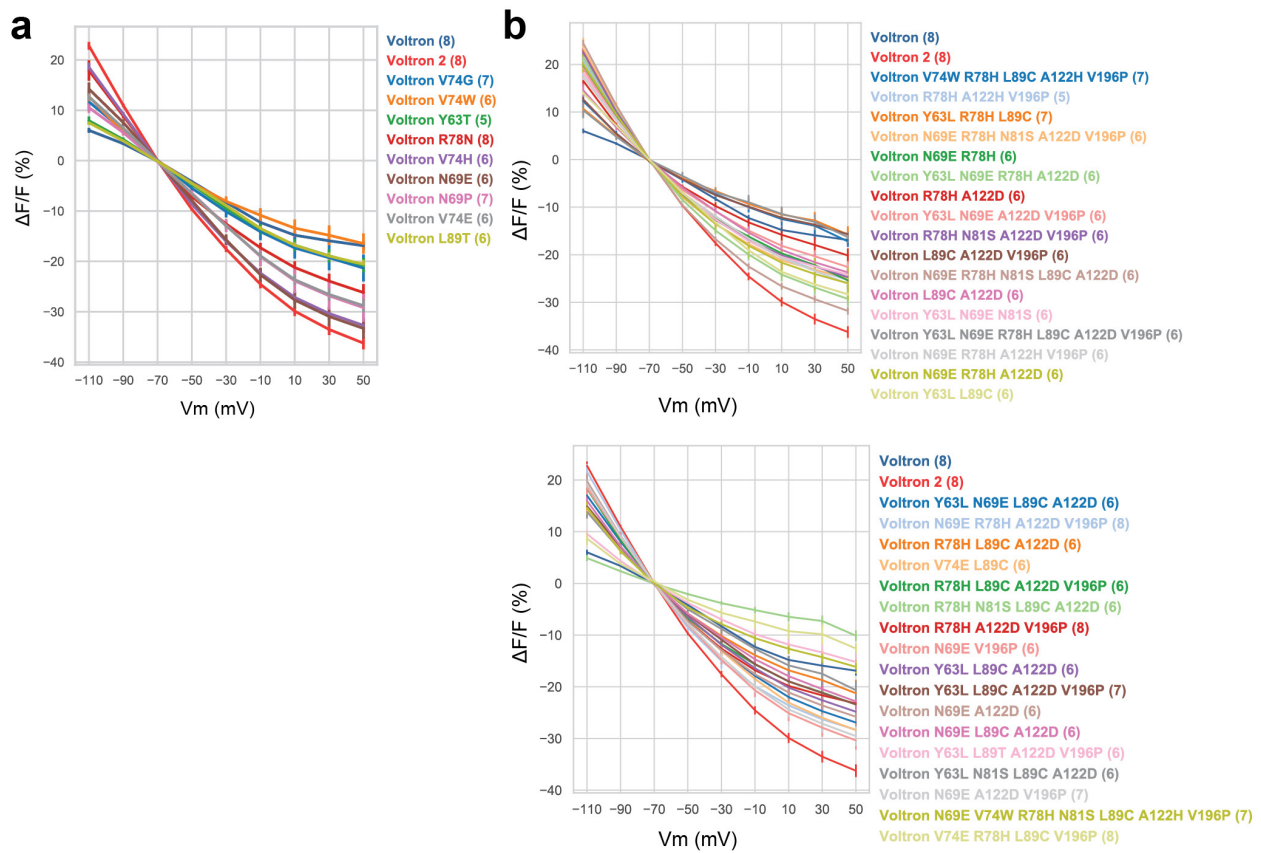 a
20
10
0
−10
−20
−30
−40
ΔF/F (%)
−110 −90 −70 −50 −30 −10 10 30 50
Vm (mV)
Voltron (8)
Voltron 2 (8)
Voltron V74G (7)
Voltron V74W (6)
Voltron Y63T (5)
Voltron R78N (8)
Voltron V74H (6)
Voltron N69E (6)
Voltron N69P (7)
Voltron V74E (6)
Voltron L89T (6)
b
20
10
0
−10
−20
−30
−40
ΔF/F (%)
−110 −90 −70 −50 −30 −10 10 30 50
Vm (mV)
Voltron (8)
Voltron 2 (8)
Voltron V74W R78H L89C A122H V196P (7)
Voltron R78H A122H V196P (5)
Voltron Y63L R78H L89C (7)
Voltron N69E R78H N81S A122D V196P (6)
Voltron N69E R78H (6)
Voltron Y63L N69E R78H A122D (6)
Voltron R78H A122D (6)
Voltron Y63L N69E A122D V196P (6)
Voltron R78H N81S A122D V196P (6)
Voltron L89C A122D V196P (6)
Voltron N69E R78H N81S L89C A122D (6)
Voltron L89C A122D (6)
Voltron Y63L N69E N81S (6)
Voltron Y63L N69E R78H L89C A122D V196P (6)
Voltron N69E R78H A122H V196P (6)
Voltron N69E R78H A122D (6)
Voltron Y63L L89C (6)
20
10
0
−10
−20
−30
−40
ΔF/F (%)
−110 −90 −70 −50 −30 −10 10 30 50
Vm (mV)
Voltron (8)
Voltron 2 (8)
Voltron Y63L N69E L89C A122D (6)
Voltron N69E R78H A122D V196P (8)
Voltron R78H L89C A122D (6)
Voltron V74E L89C (6)
Voltron R78H L89C A122D V196P (6)
Voltron R78H N81S L89C A122D (6)
Voltron R78H A122D V196P (8)
Voltron N69E V196P (6)
Voltron Y63L L89C A122D (6)
Voltron Y63L L89C A122D V196P (7)
Voltron N69E A122D (6)
Voltron N69E L89C A122D (6)
Voltron Y63L L89T A122D V196P (6)
Voltron Y63L N81S L89C A122D (6)
Voltron N69E A122D V196P (7)
Voltron N69E V74W R78H N81S L89C A122H V196P (7)
Voltron V74E R78H L89C V196P (8)